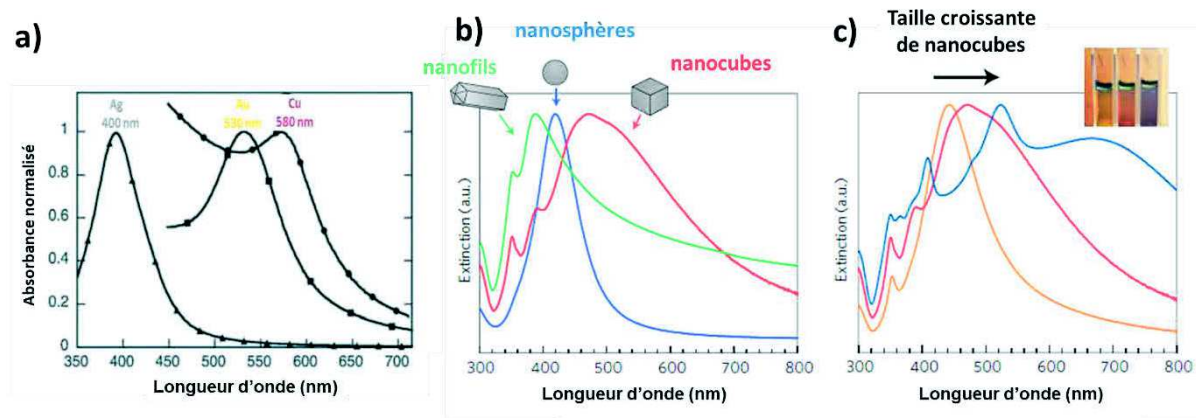 a)
Ag
400 nm
Au
530 nm
Cu
580 nm
1
0.8
0.6
0.4
0.2
0
Absorbance normalisé
350 400 450 500 550 600 650 700
Longueur d'onde (nm)
b)
nanosphères
nanofils
nanocubes
Extinction (a.u.)
300 400 500 600 700 800
Longueur d'onde (nm)
c)
Taille croissante
de nanocubes
Extinction (a.u.)
300 400 500 600 700 800
Longueur d'onde (nm)